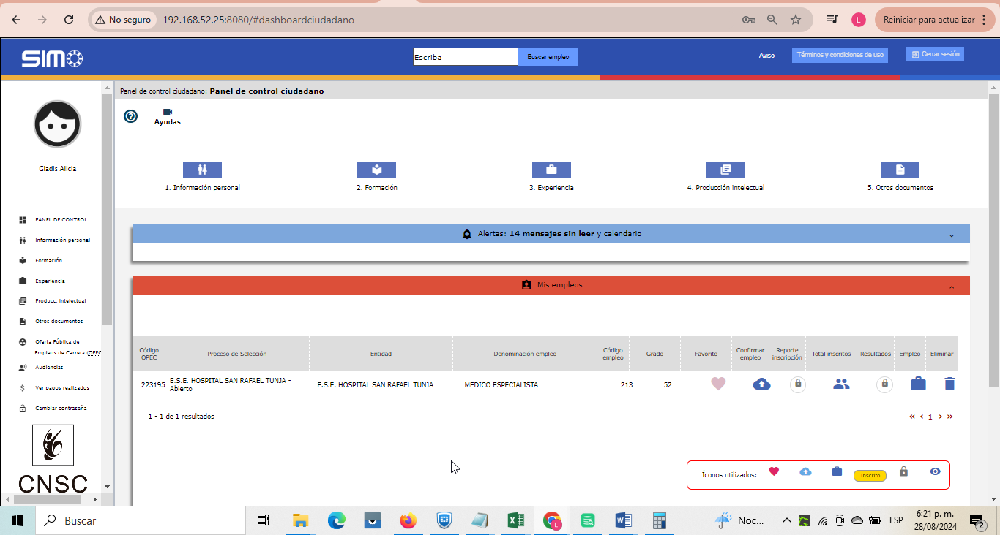 No seguro
192.168.52.25:8080/#dashboardciudadano
L
Reiniciar para actualizar
SIMO
Escriba
Buscar empleo
Aviso
Términos y condiciones de uso
Cerrar sesión
Panel de control ciudadano: Panel de control ciudadano
Ayudas
Gladis Alicia
1. Información personal
2. Formación
3. Experiencia
4. Producción intelectual
5. Otros documentos
PANEL DE CONTROL
Información personal
Formación
Experiencia
Producc. Intelectual
Otros documentos
Oferta Pública de
Empleos de Carrera (OPEC
Audiencias
Ver pagos realizados
Cambiar contraseña
CNSC
Alertas: 14 mensajes sin leer y calendario
Mis empleos
Código OPEC
Proceso de Selección
Entidad
Denominación empleo
Código empleo
Grado
Favorito
Confirmar empleo
Reporte inscripción
Total inscritos
Resultados
Empleo
Eliminar
223195
E.S.E. HOSPITAL SAN RAFAEL TUNJA -
Abierto
E.S.E. HOSPITAL SAN RAFAEL TUNJA
MEDICO ESPECIALISTA
213
52
1 - 1 de 1 resultados
« ‹ 1 › »
Íconos utilizados:
Inscrito
Buscar
L
Noc...
ESP
6:21 p. m.
28/08/2024
2